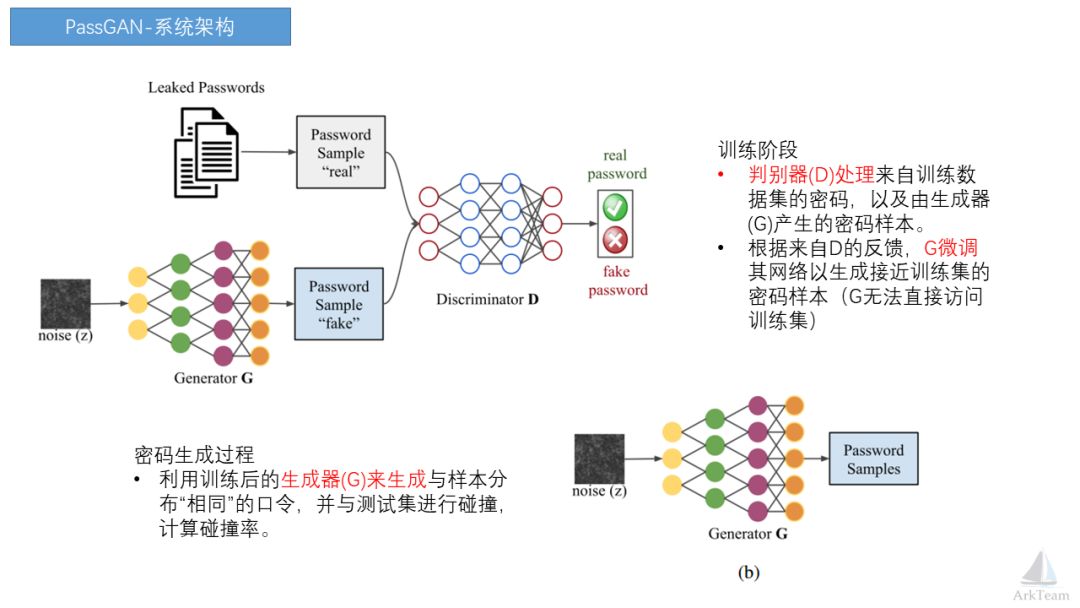 PassGAN-系统架构
Leaked Passwords
Password
Sample
“real”
real
password
fake
password
Discriminator D
Password
Sample
“fake”
noise (z)
Generator G
训练阶段
• 判别器(D)处理来自训练数
据集的密码，以及由生成器
(G)产生的密码样本。
• 根据来自D的反馈，G微调
其网络以生成接近训练集的
密码样本（G无法直接访问
训练集）
密码生成过程
• 利用训练后的生成器(G)来生成与样本分
布“相同”的口令，并与测试集进行碰撞，
计算碰撞率。
noise (z)
Generator G
Password
Samples
(b)
ArkTeam